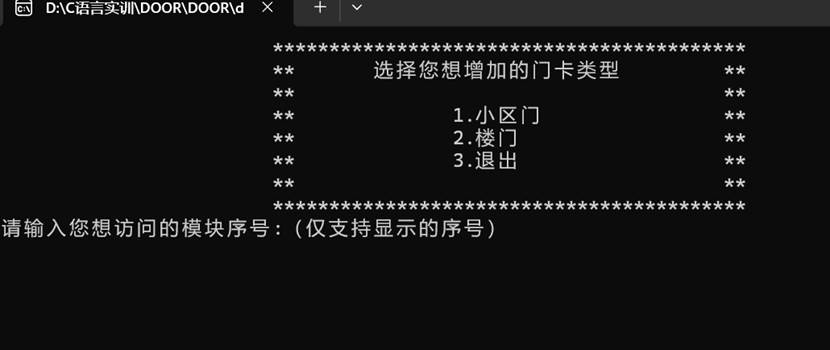 D:\C语言实训\DOOR\DOOR\d
******************************************
** 选择您想增加的门卡类型 **
** **
** 1.小区门 **
** 2.楼门 **
** 3.退出 **
** **
******************************************
请输入您想访问的模块序号:(仅支持显示的序号)